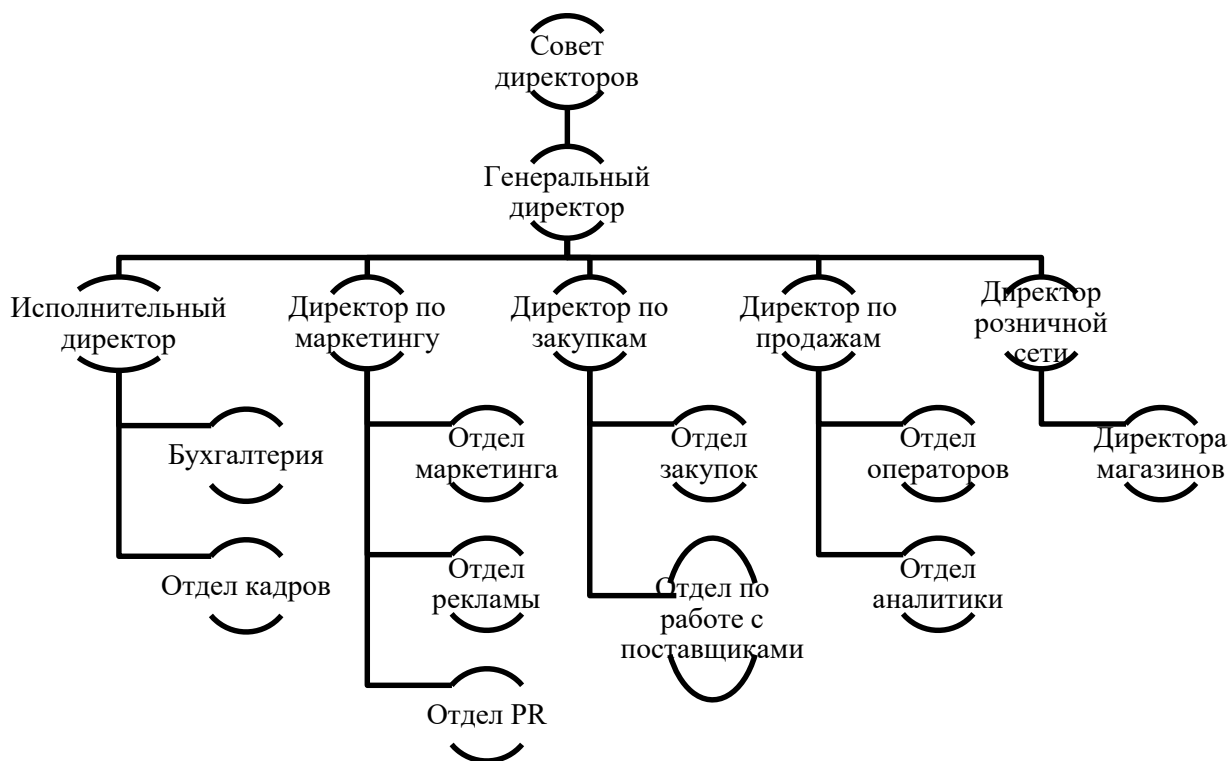 Совет
директоров
Генеральный
директор
Исполнительный
директор
Директор по
маркетингу
Директор по
закупкам
Директор по
продажам
Директор
розничной
сети
Бухгалтерия
Отдел кадров
Отдел
маркетинга
Отдел
рекламы
Отдел PR
Отдел
закупок
Отдел по
работе с
поставщиками
Отдел
операторов
Отдел
аналитики
Директора
магазинов